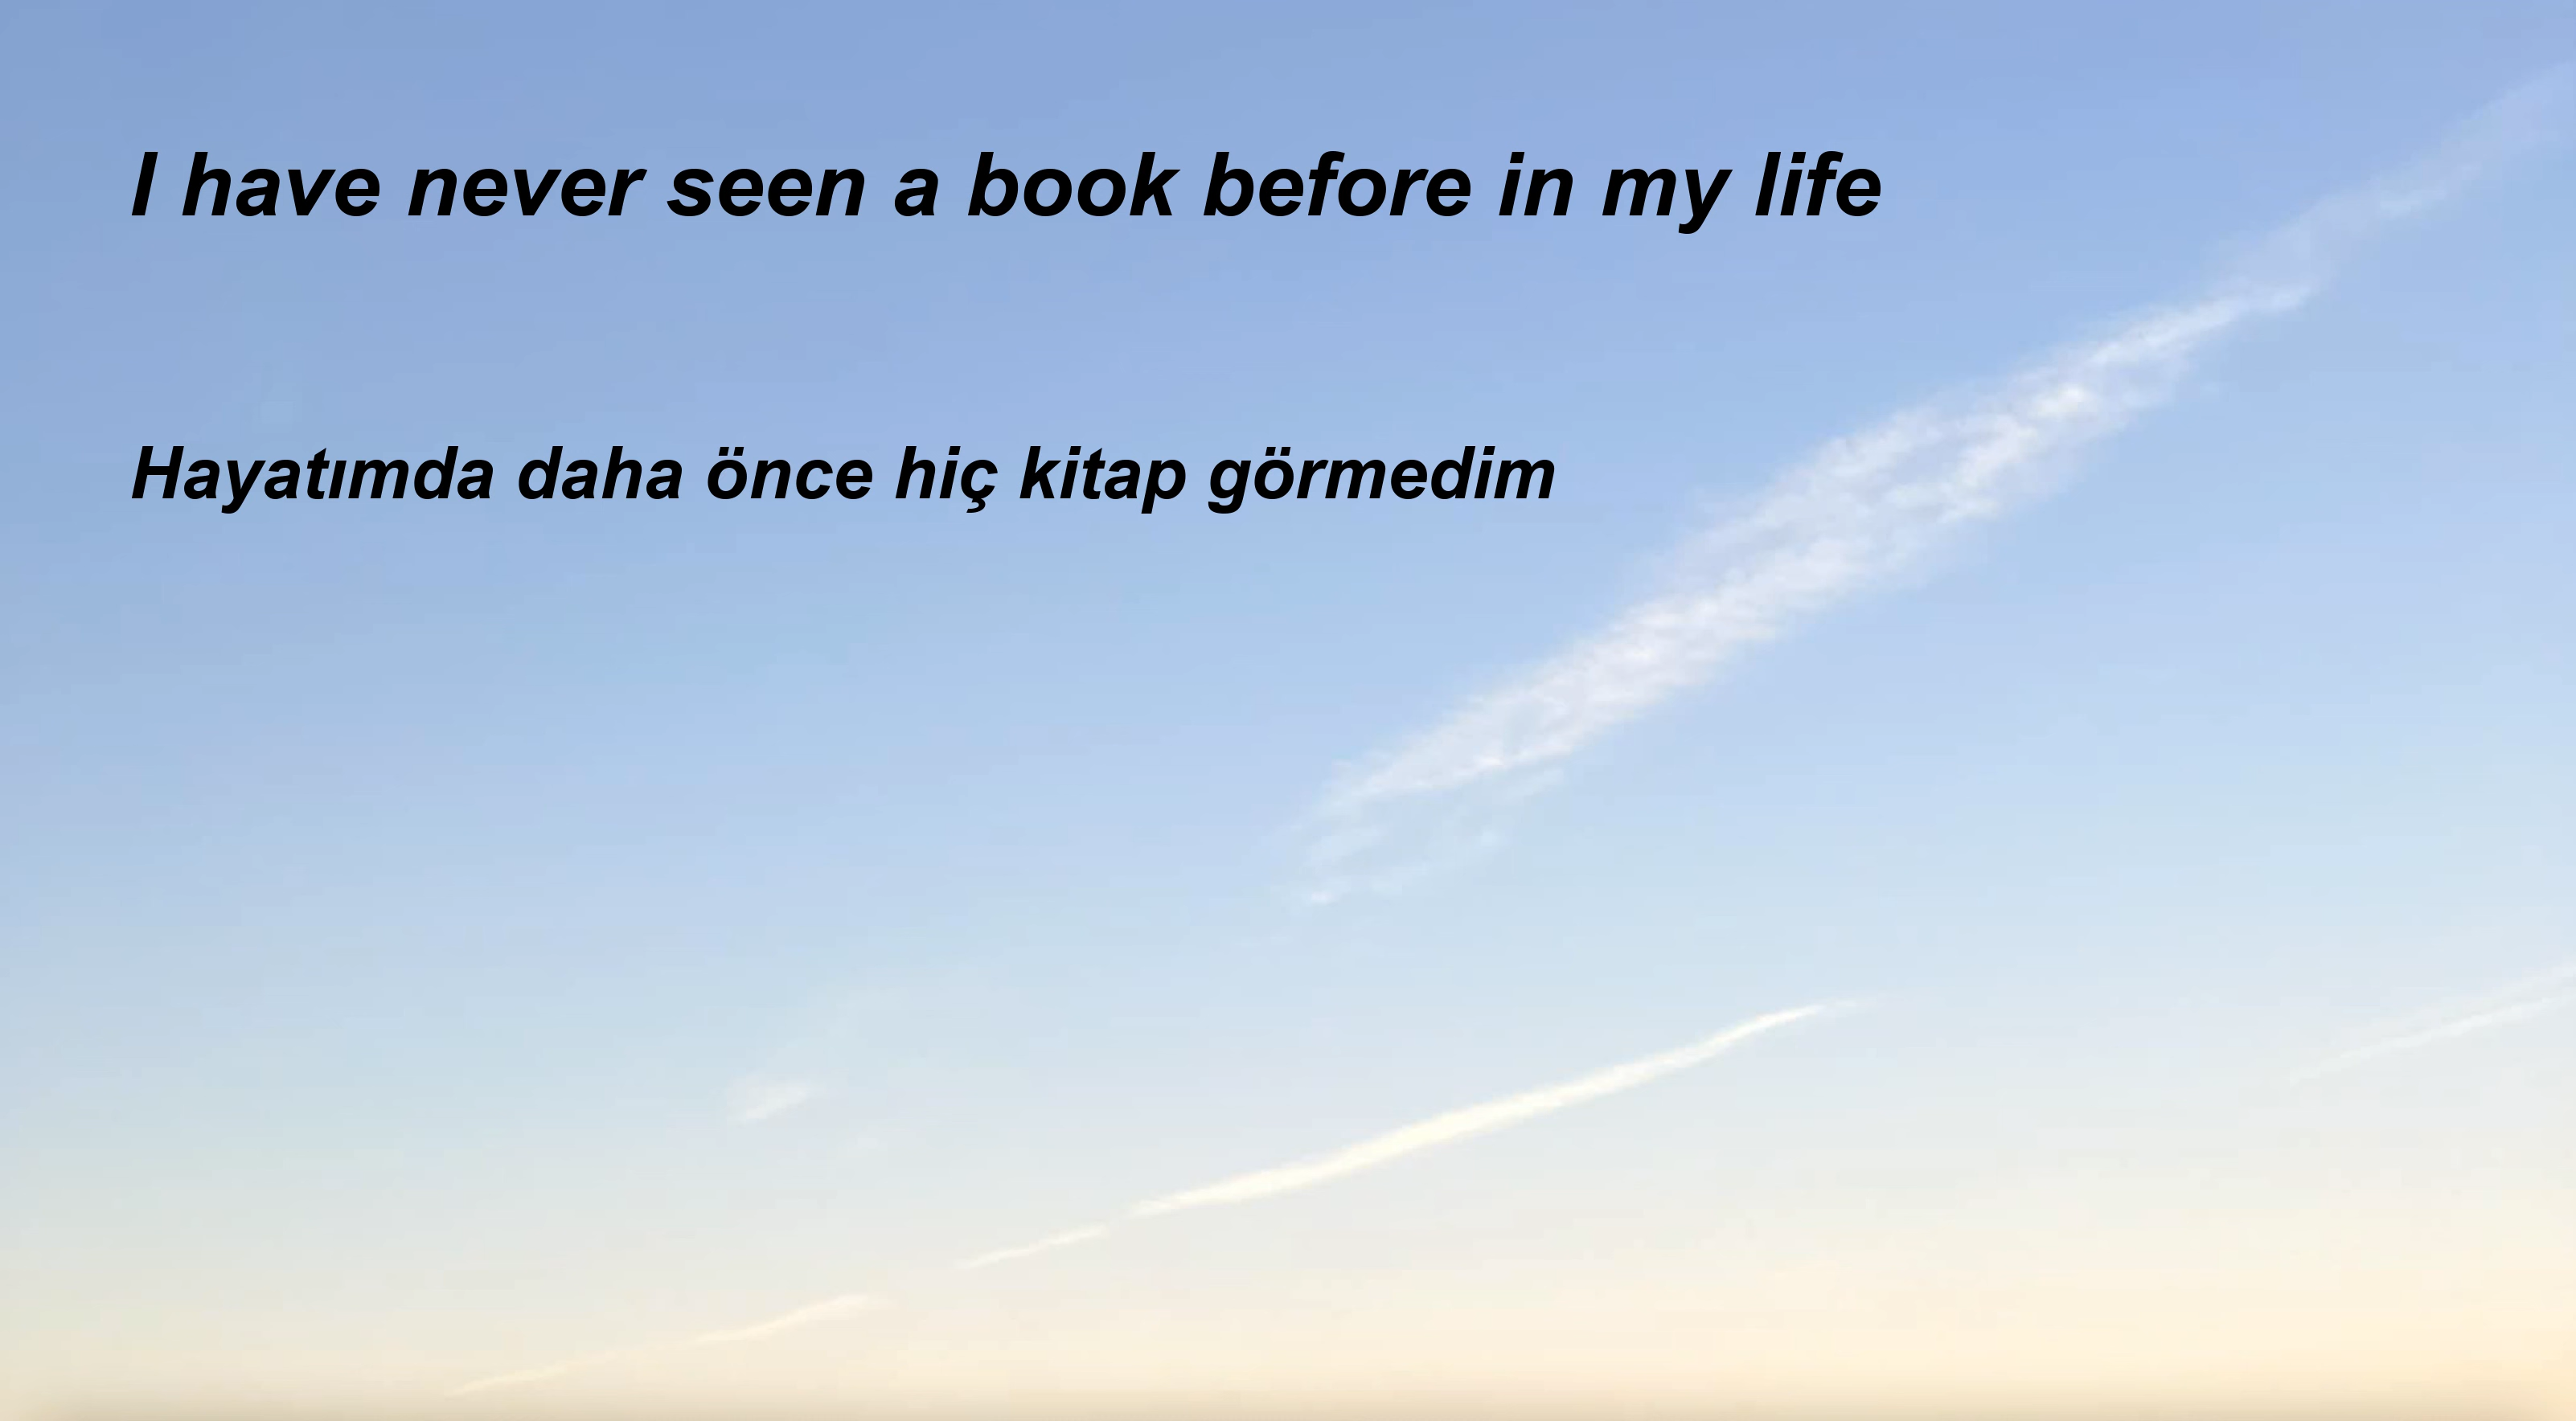 I have never seen a book before in my life
Hayatımda daha önce hiç kitap görmedim